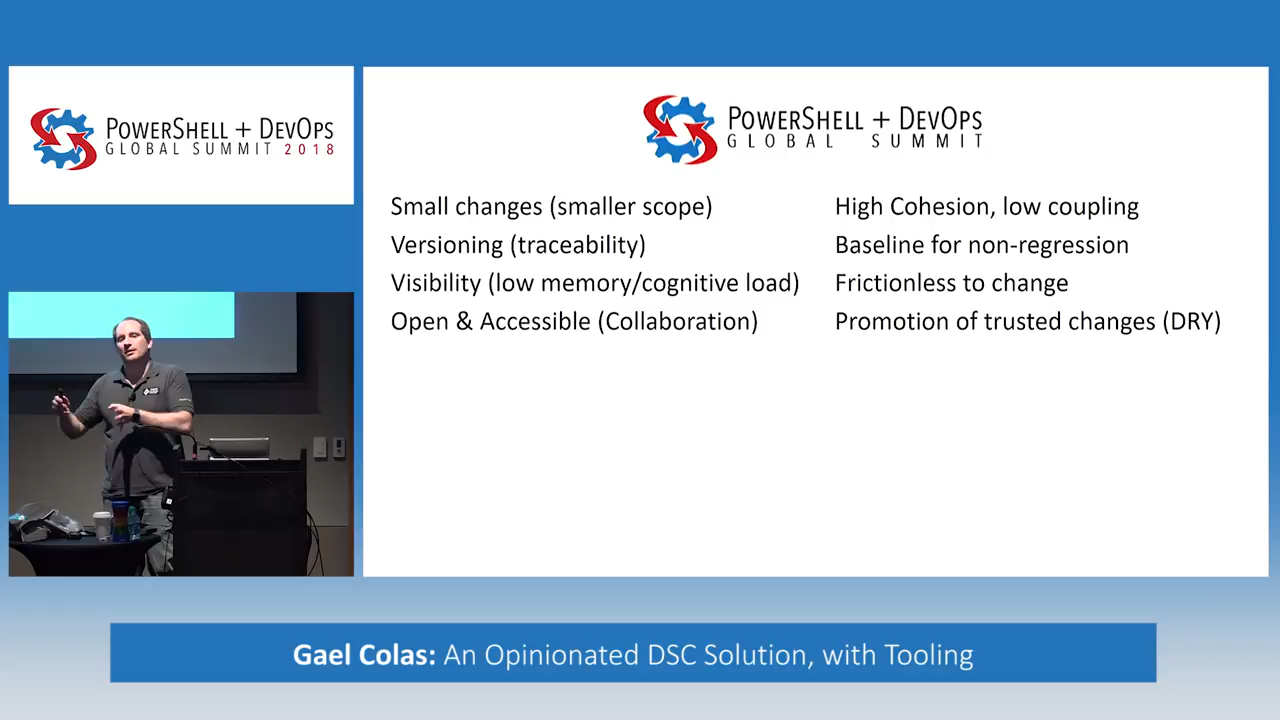 POWERSHELL + DEVOPS
GLOBAL SUMMIT 2018
POWERSHELL + DEVOPS
GLOBAL SUMMIT
Small changes (smaller scope)
Versioning (traceability)
Visibility (low memory/cognitive load)
Open & Accessible (Collaboration)
High Cohesion, low coupling
Baseline for non-regression
Frictionless to change
Promotion of trusted changes (DRY)
Gael Colas: An Opinionated DSC Solution, with Tooling